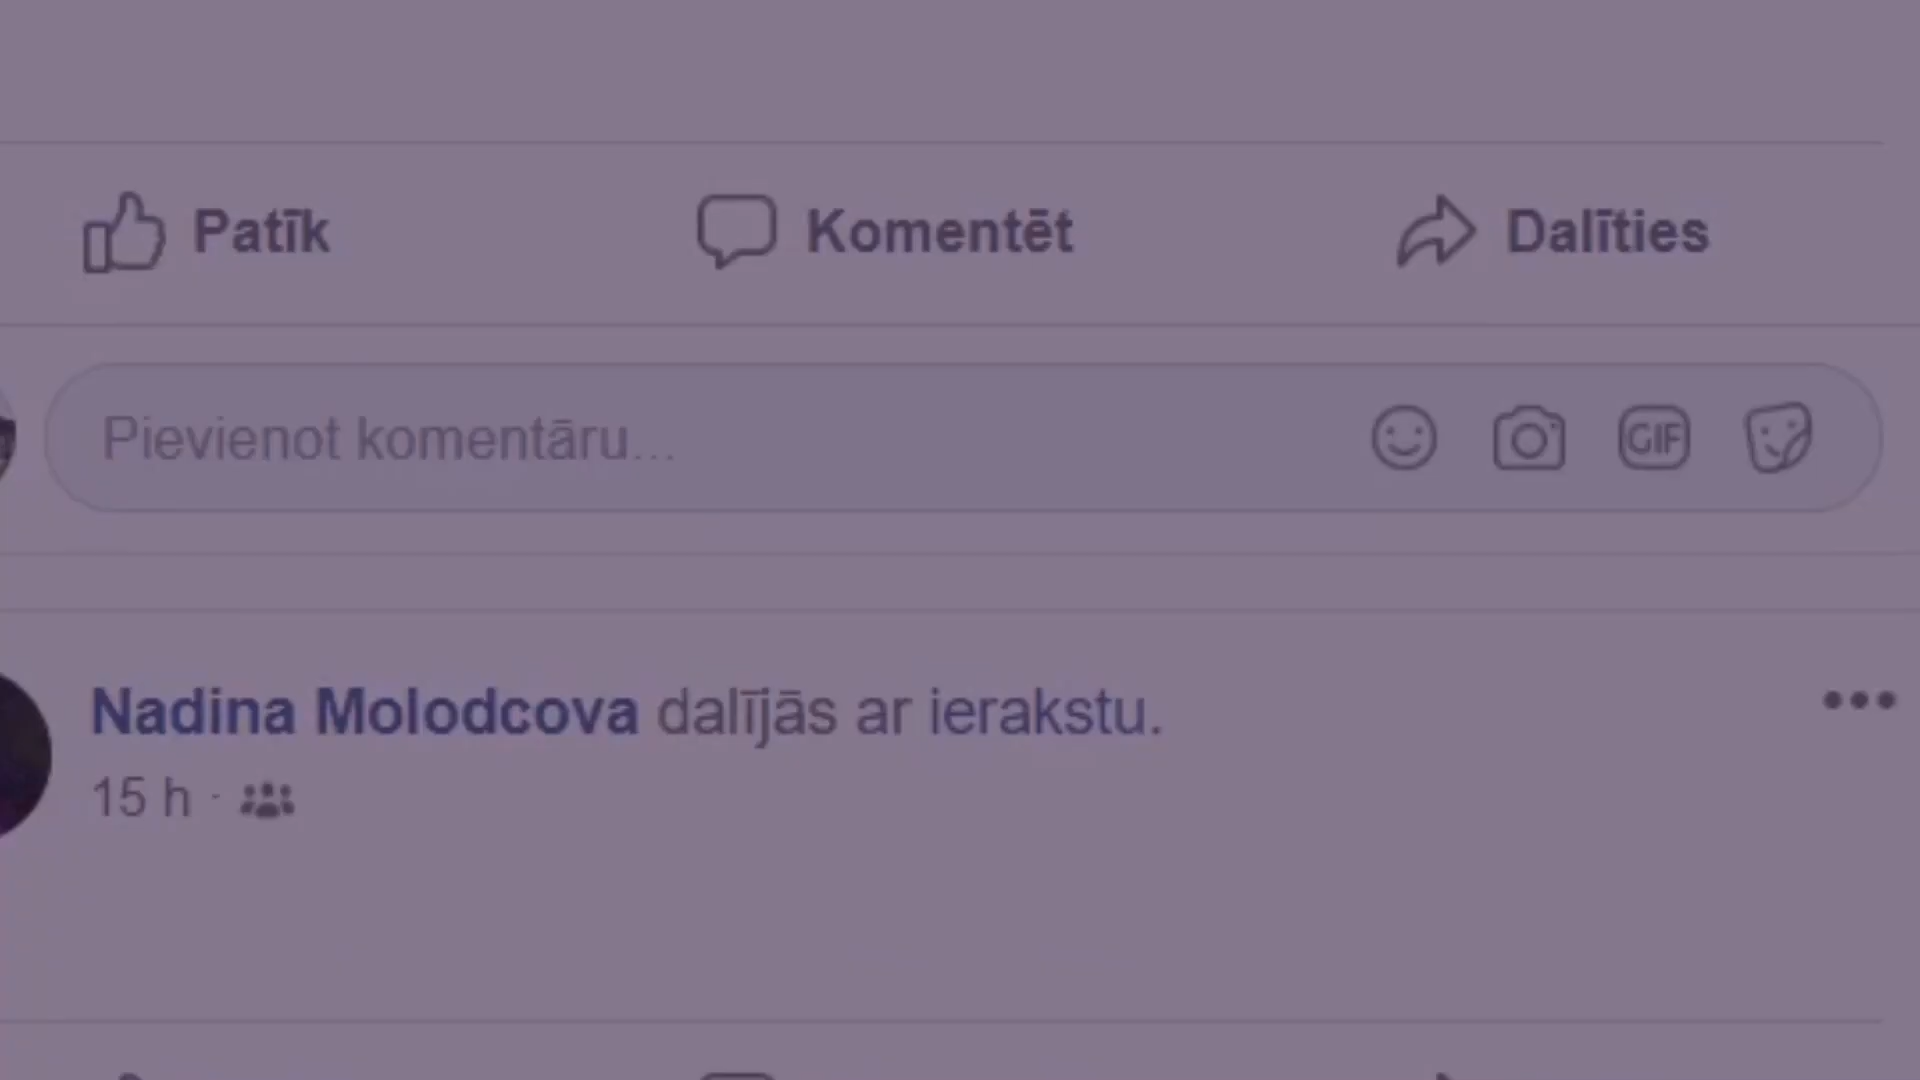 Patīk
Komentēt
Dalīties
Pievienot komentāru...
GIF
Nadina Molodcova dalījās ar ierakstu.
15 h ·